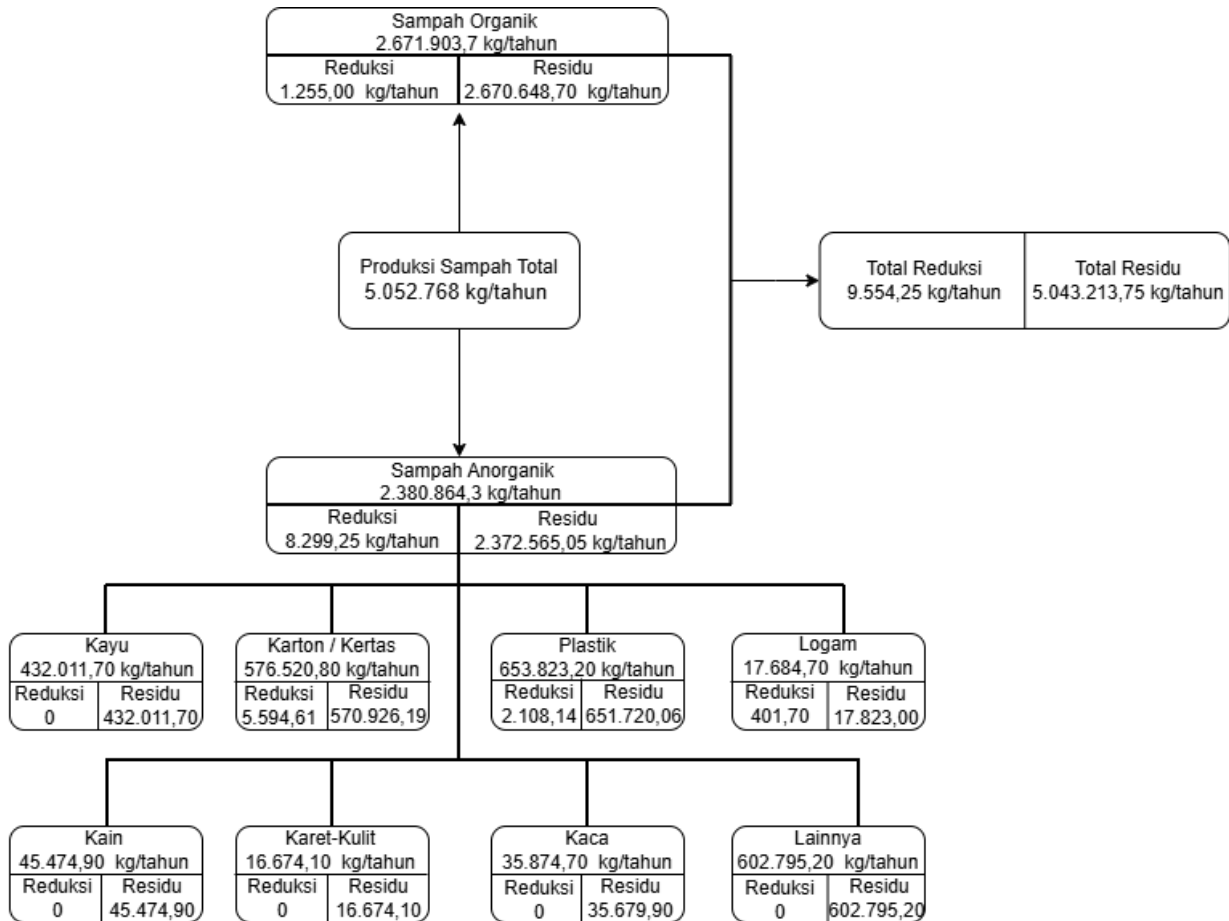 Sampah Organik
2.671.903,7 kg/tahun
Reduksi
1.255,00 kg/tahun
Residu
2.670.648,70 kg/tahun
Produksi Sampah Total
5.052.768 kg/tahun
Total Reduksi
9.554,25 kg/tahun
Total Residu
5.043.213,75 kg/tahun
Sampah Anorganik
2.380.864,3 kg/tahun
Reduksi
8.299,25 kg/tahun
Residu
2.372.565,05 kg/tahun
Kayu
432.011,70 kg/tahun
Reduksi
0
Residu
432.011,70
Karton / Kertas
576.520,80 kg/tahun
Reduksi
5.594,61
Residu
570.926,19
Plastik
653.823,20 kg/tahun
Reduksi
2.108,14
Residu
651.720,06
Logam
17.684,70 kg/tahun
Reduksi
401,70
Residu
17.823,00
Kain
45.474,90 kg/tahun
Reduksi
0
Residu
45.474,90
Karet-Kulit
16.674,10 kg/tahun
Reduksi
0
Residu
16.674,10
Kaca
35.874,70 kg/tahun
Reduksi
0
Residu
35.679,90
Lainnya
602.795,20 kg/tahun
Reduksi
0
Residu
602.795,20